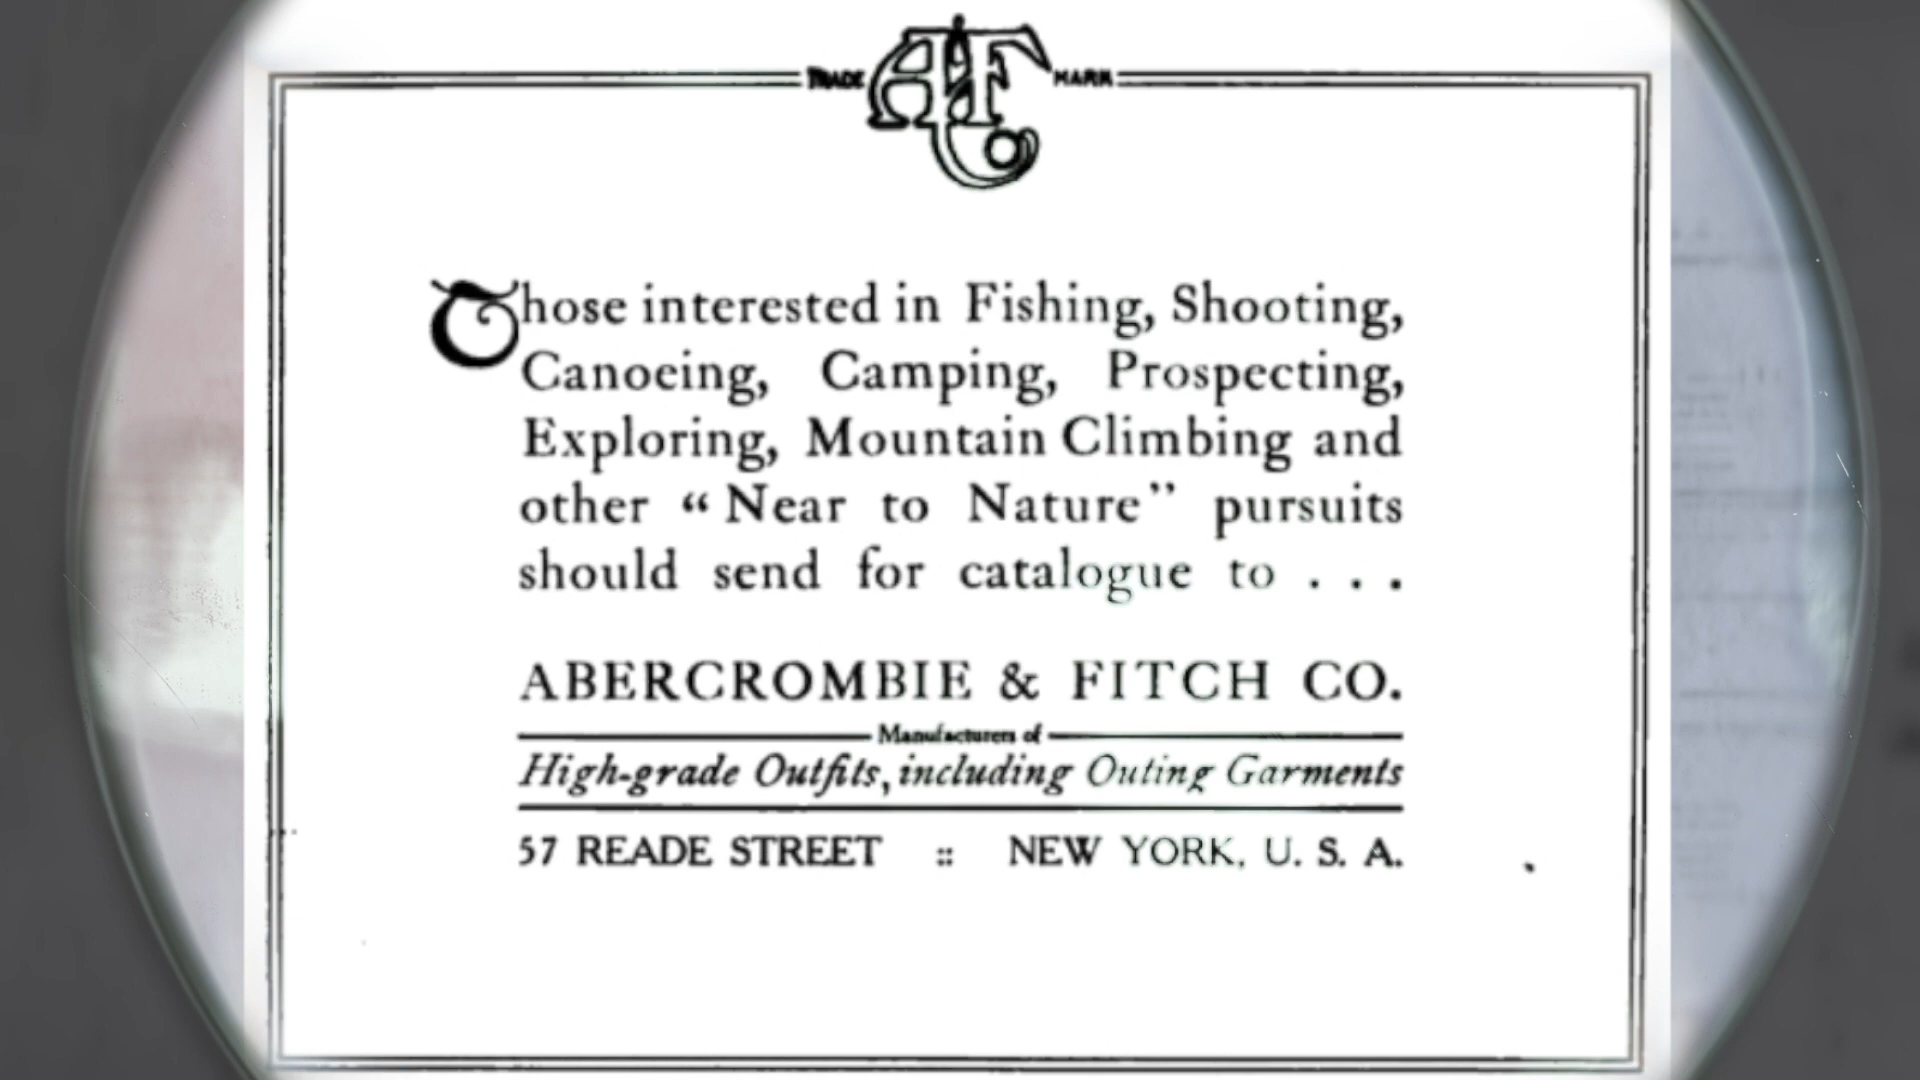 TRADE AF MARK
Those interested in Fishing, Shooting,
Canoeing, Camping, Prospecting,
Exploring, Mountain Climbing and
other “Near to Nature” pursuits
should send for catalogue to . . .
ABERCROMBIE & FITCH CO.
Manufacturers of
High-grade Outfits, including Outing Garments
57 READE STREET :: NEW YORK, U. S. A.